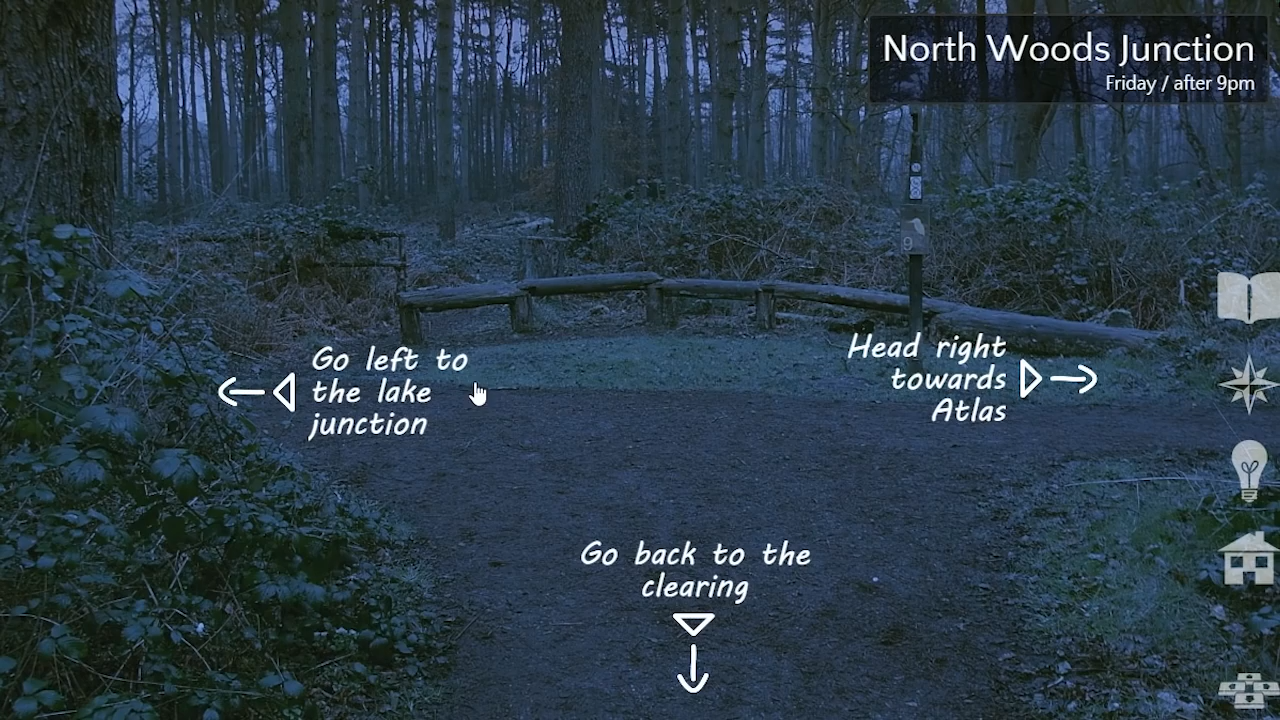 North Woods Junction
Friday / after 9pm
9
Go left to
the lake
junction
Head right
towards
Atlas
Go back to the
clearing